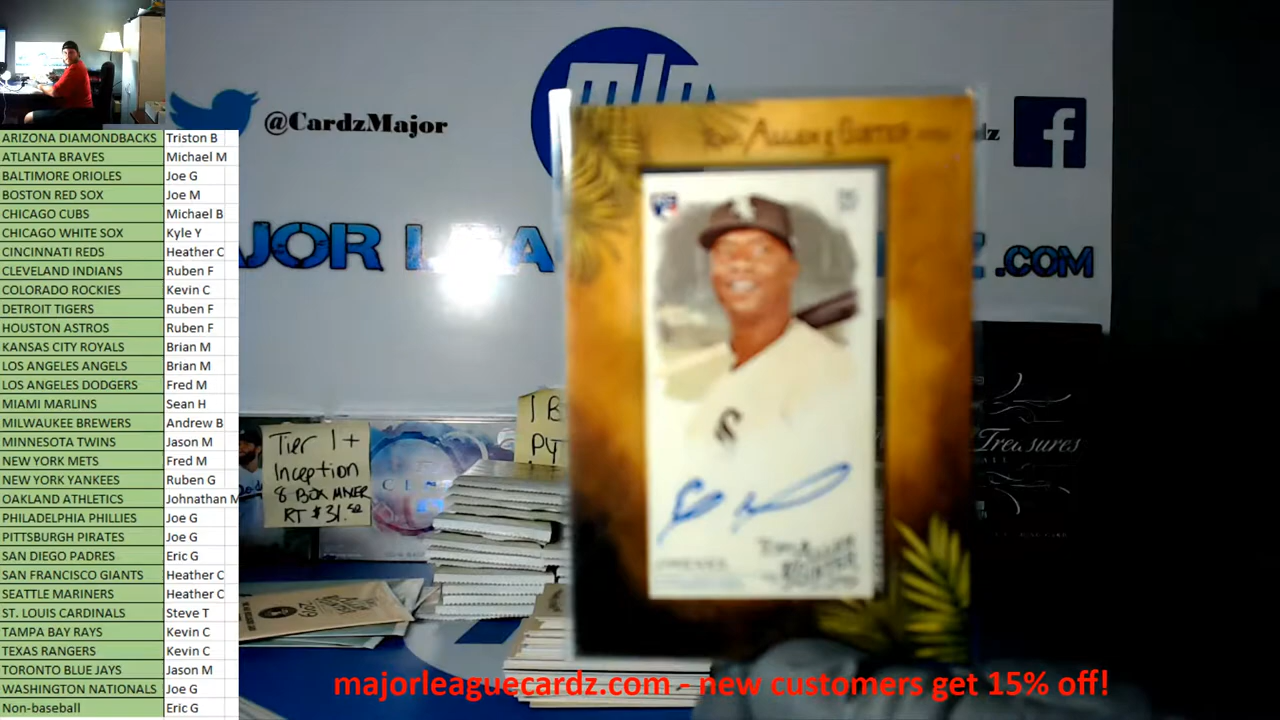 @CardzMajor
mlc
.COM
ARIZONA DIAMONDBACKS Triston B
ATLANTA BRAVES Michael M
BALTIMORE ORIOLES Joe G
BOSTON RED SOX Joe M
CHICAGO CUBS Michael B
CHICAGO WHITE SOX Kyle Y
CINCINNATI REDS Heather C
CLEVELAND INDIANS Ruben F
COLORADO ROCKIES Kevin C
DETROIT TIGERS Ruben F
HOUSTON ASTROS Ruben F
KANSAS CITY ROYALS Brian M
LOS ANGELES ANGELS Brian M
LOS ANGELES DODGERS Fred M
MIAMI MARLINS Sean H
MILWAUKEE BREWERS Andrew B
MINNESOTA TWINS Jason M
NEW YORK METS Fred M
NEW YORK YANKEES Ruben G
OAKLAND ATHLETICS Johnathan M
PHILADELPHIA PHILLIES Joe G
PITTSBURGH PIRATES Joe G
SAN DIEGO PADRES Eric G
SAN FRANCISCO GIANTS Heather C
SEATTLE MARINERS Heather C
ST. LOUIS CARDINALS Steve T
TAMPA BAY RAYS Kevin C
TEXAS RANGERS Kevin C
TORONTO BLUE JAYS Jason M
WASHINGTON NATIONALS Joe G
Non-baseball Eric G
Tier 1 +
Inception
8 BOX MIXER
RT $31.52
1 B
PY
Treasures
majorleaguecardz.com - new customers get 15% off!